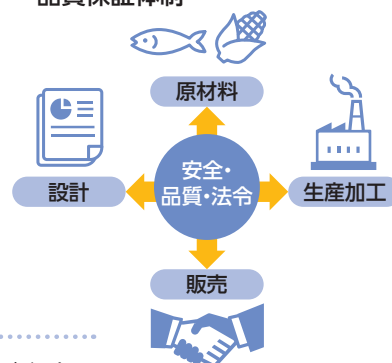 品質保証体制
原材料
安全・
品質・法令
設計
生産加工
販売